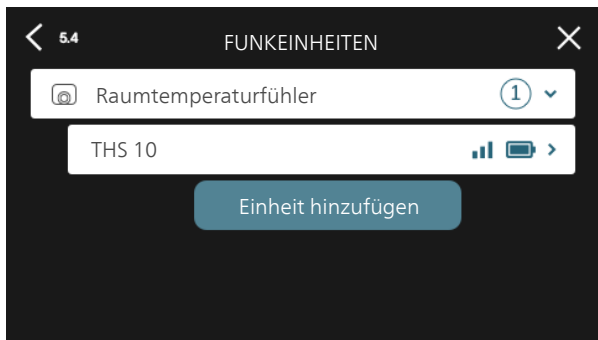 5.4 FUNKEINHEITEN
Raumtemperaturfühler 1
THS 10
Einheit hinzufügen